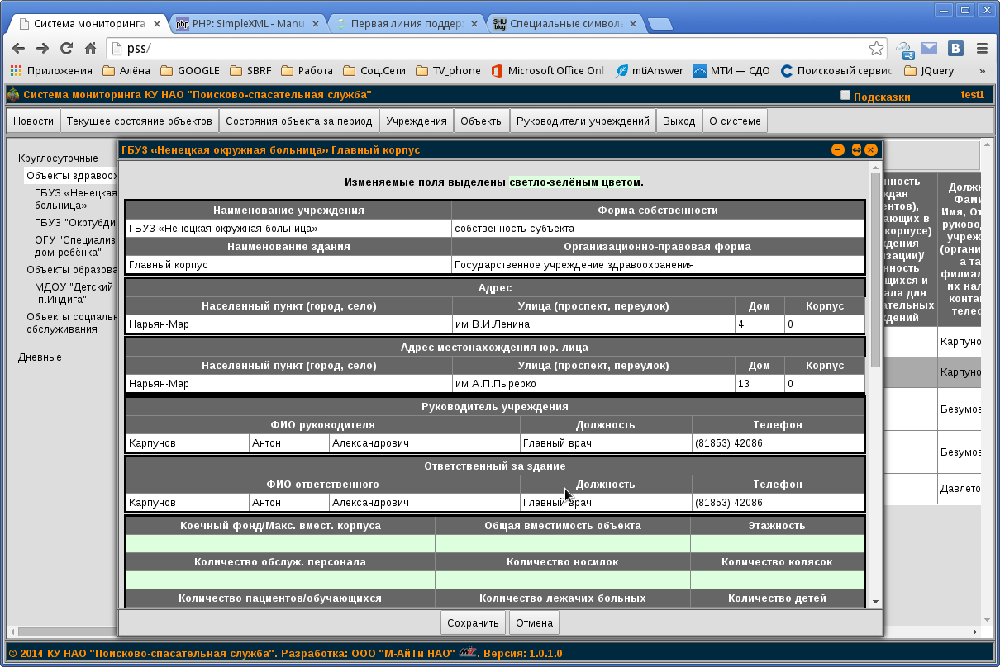 Система мониторинга
PHP: SimpleXML - Manu
Первая линия поддер
Специальные символ
pss/
Приложения
Алёна
GOOGLE
SBRF
Работа
Соц.Сети
TV_phone
Microsoft Office Onl
mtiAnswer
МТИ — СДО
Поисковый сервис
JQuery
»
Система мониторинга КУ НАО "Поисково-спасательная служба"
Подсказки
test1
Новости
Текущее состояние объектов
Состояния объекта за период
Учреждения
Объекты
Руководители учреждений
Выход
О системе
Круглосуточные
Объекты здравоох
ГБУЗ «Ненецкая
больница»
ГБУЗ "Окртубди
ОГУ "Специализ
дом ребёнка"
Объекты образова
МДОУ "Детский
п.Индига"
Объекты социальн
обслуживания
Дневные
ГБУЗ «Ненецкая окружная больница» Главный корпус
Изменяемые поля выделены светло-зелёным цветом.
Наименование учреждения Форма собственности
ГБУЗ «Ненецкая окружная больница» собственность субъекта
Наименование здания Организационно-правовая форма
Главный корпус Государственное учреждение здравоохранения
Адрес
Населенный пункт (город, село) Улица (проспект, переулок) Дом Корпус
Нарьян-Мар им В.И.Ленина 4 0
Адрес местонахождения юр. лица
Населенный пункт (город, село) Улица (проспект, переулок) Дом Корпус
Нарьян-Мар им А.П.Пырерко 13 0
Руководитель учреждения
ФИО руководителя Должность Телефон
Карпунов Антон Александрович Главный врач (81853) 42086
Ответственный за здание
ФИО ответственного Должность Телефон
Карпунов Антон Александрович Главный врач (81853) 42086
Коечный фонд/Макс. вмест. корпуса Общая вместимость объекта Этажность
Количество обслуж. персонала Количество носилок Количество колясок
Количество пациентов/обучающихся Количество лежачих больных Количество детей
Сохранить
Отмена
нность
ждан
ентов),
ающих в
корпусе)
ждения
изации)/
нность
щихся и
ала для
ательных
ждений
Должн
Фами
Имя, От
руковод
учреж
(органи
а та
филиал
их нал
конта
телеф
Карпуно
Карпуно
Безумов
Безумов
Давлето
© 2014 КУ НАО "Поисково-спасательная служба". Разработка: ООО "М-АйТи НАО" . Версия: 1.0.1.0